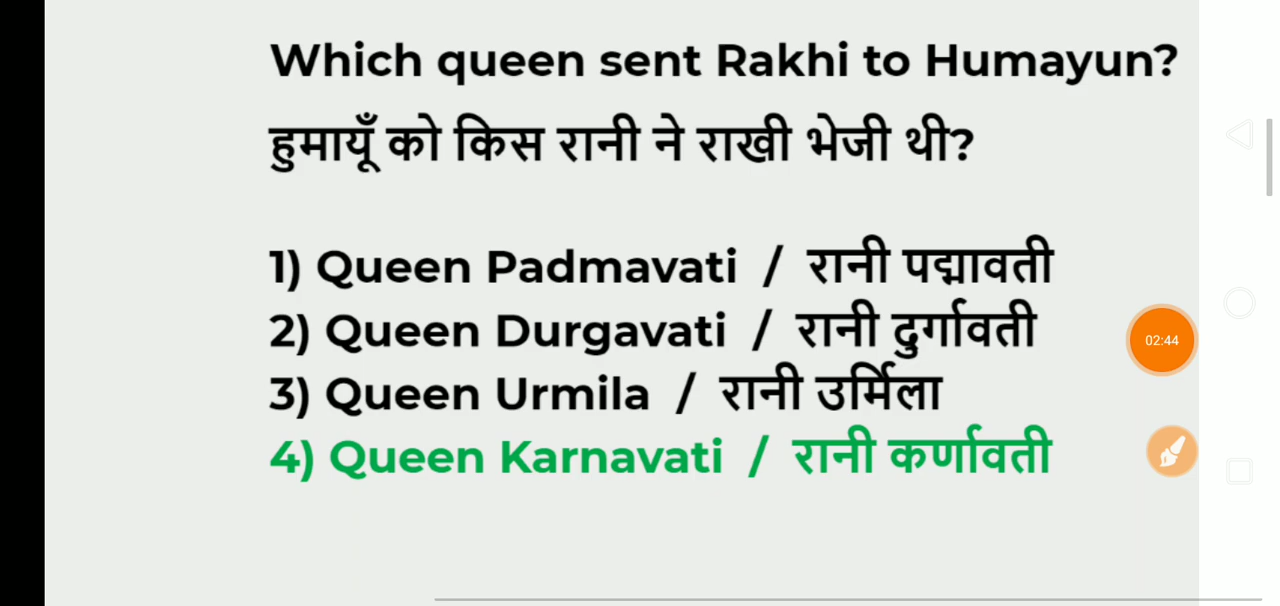 Which queen sent Rakhi to Humayun?
हुमायूँ को किस रानी ने राखी भेजी थी?
1) Queen Padmavati / रानी पद्मावती
2) Queen Durgavati / रानी दुर्गावती
3) Queen Urmila / रानी उर्मिला
4) Queen Karnavati / रानी कर्णावती
02:44